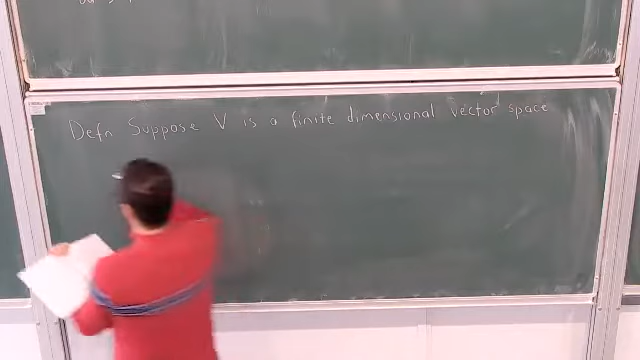 Defn Suppose V is a finite dimensional vector space